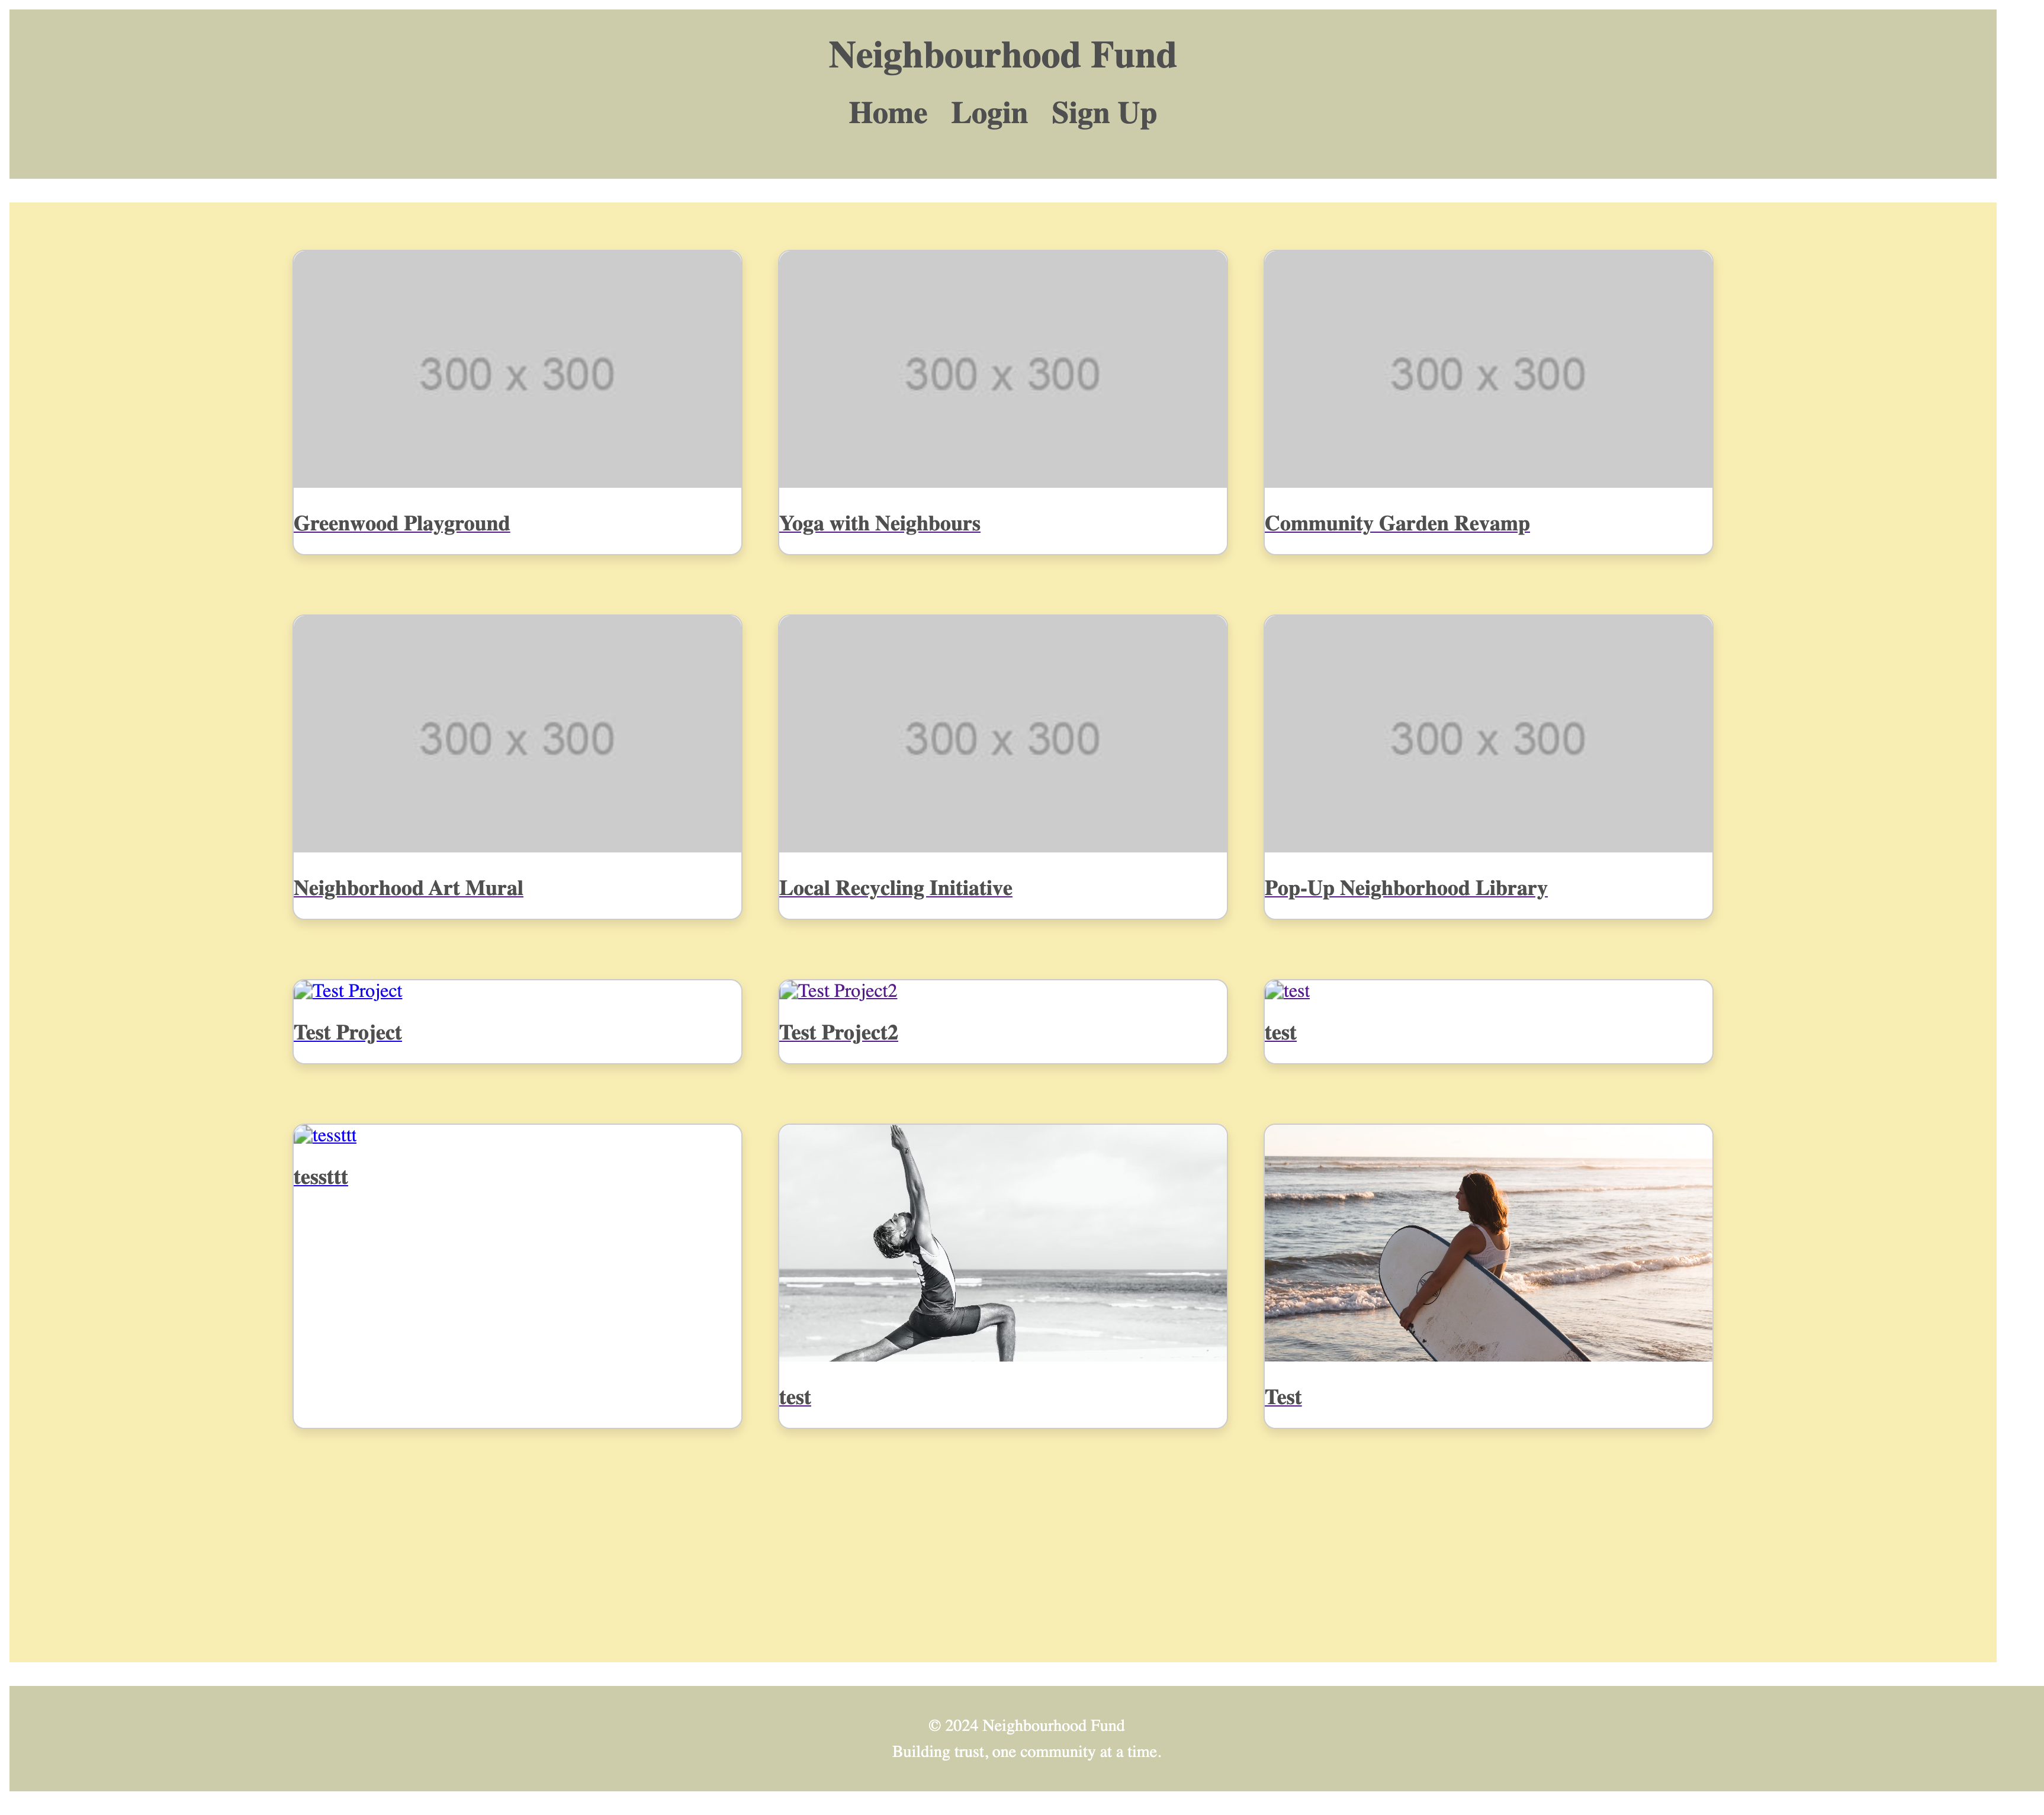 Neighbourhood Fund
Home Login Sign Up
300 x 300
300 x 300
300 x 300
Greenwood Playground
Yoga with Neighbours
Community Garden Revamp
300 x 300
300 x 300
300 x 300
Neighborhood Art Mural
Local Recycling Initiative
Pop-Up Neighborhood Library
Test Project
Test Project2
test
Test Project
Test Project2
test
tessttt
tessttt
test
Test
© 2024 Neighbourhood Fund
Building trust, one community at a time.